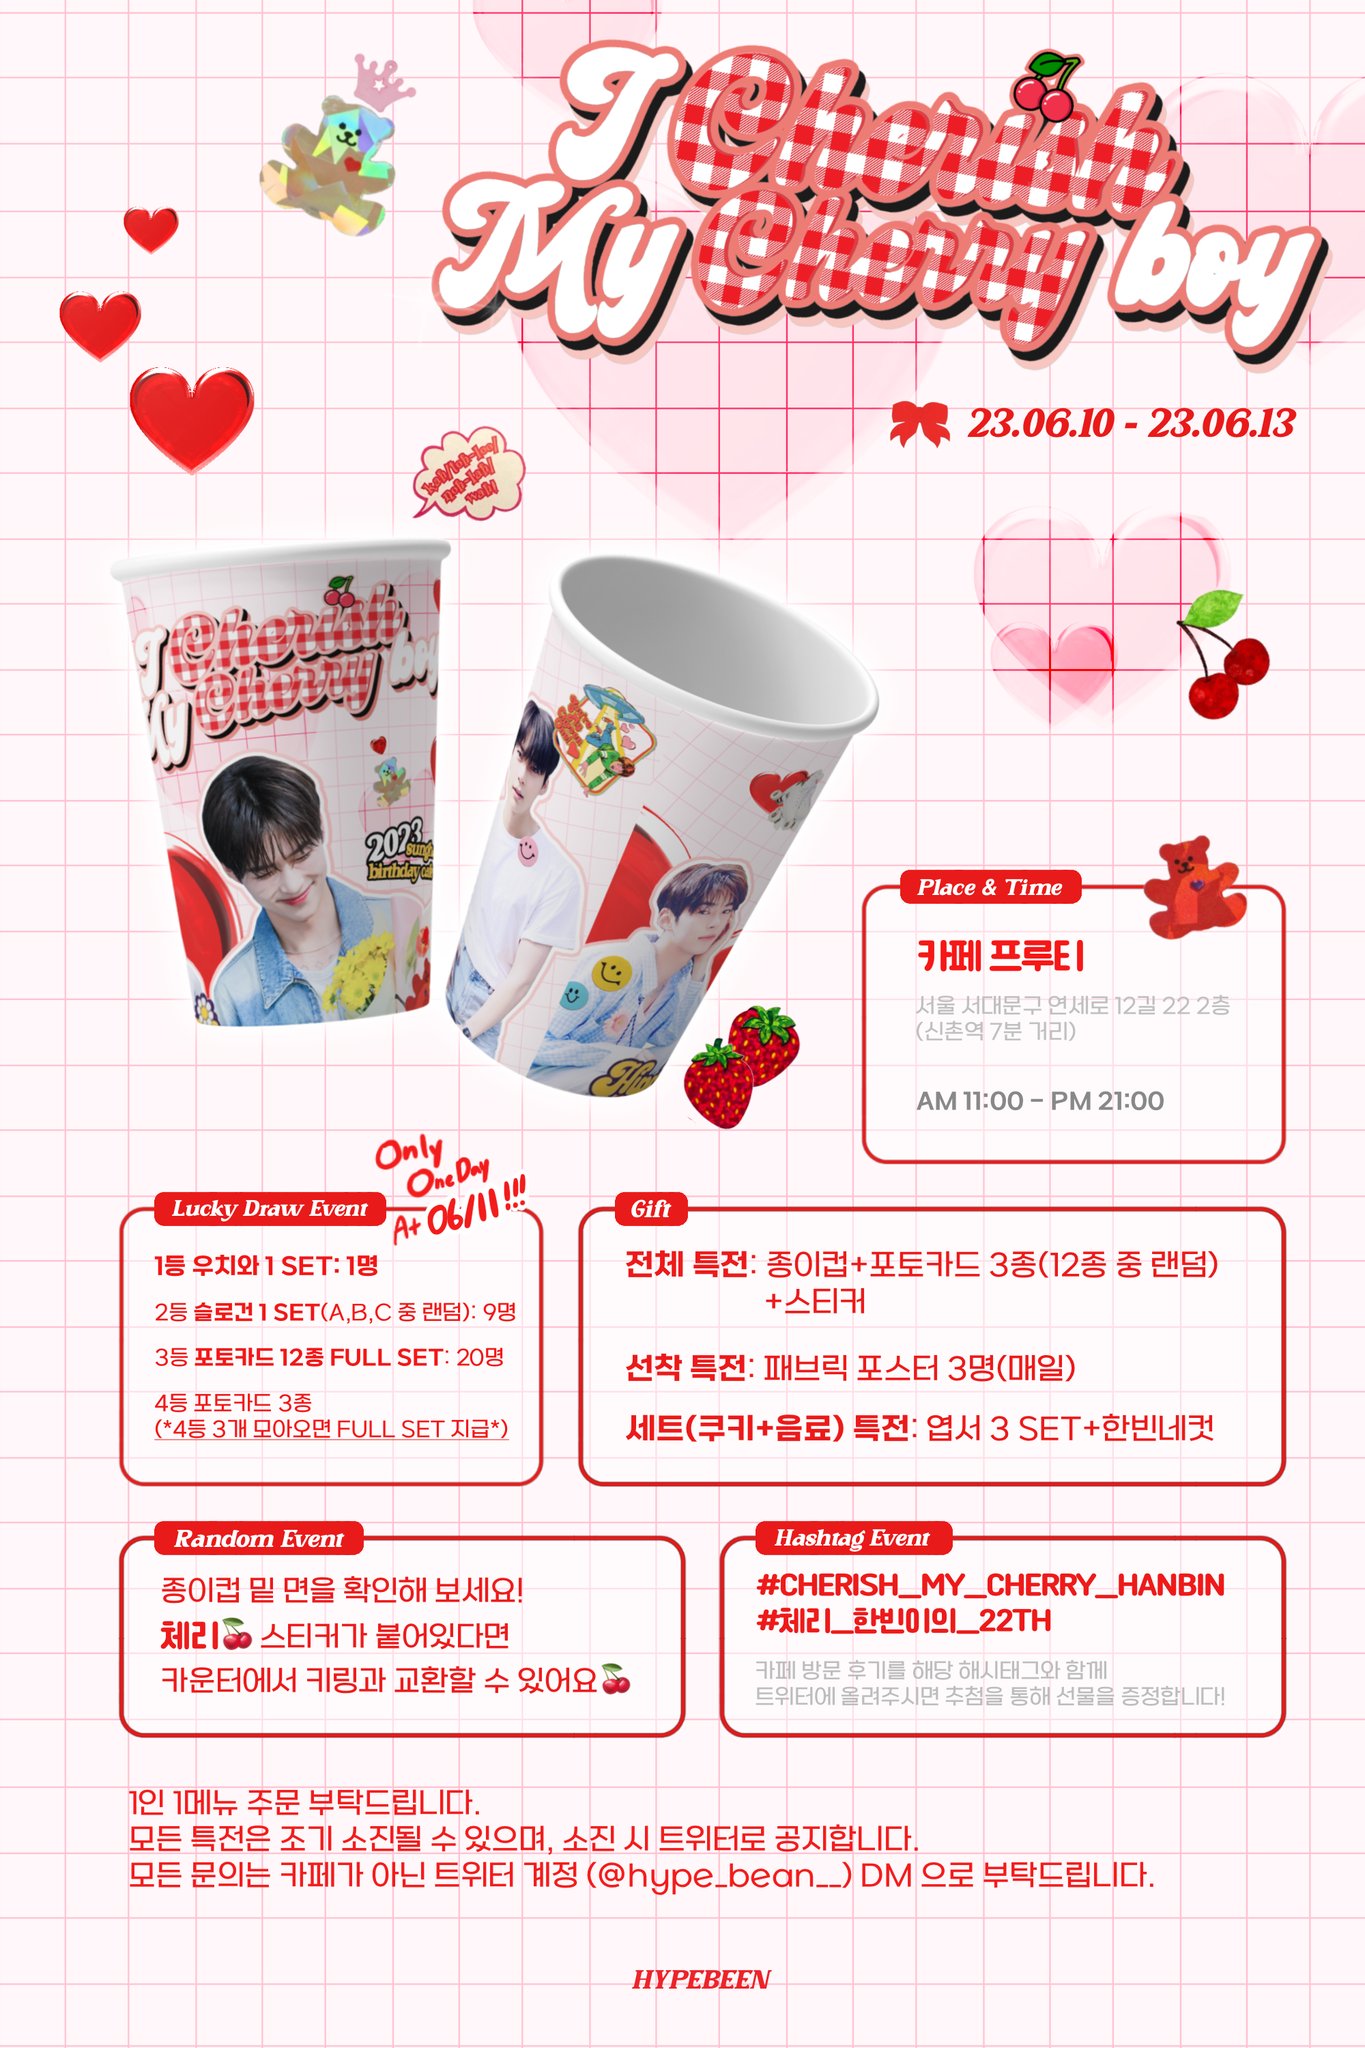 I Cherish
My Cherry boy
23.06.10 - 23.06.13
I Cherish
My Cherry boy
2023
birthday
Place & Time
카페 프루티
서울 서대문구 연세로 12길 22 2층
(신촌역 7분 거리)
AM 11:00 - PM 21:00
Only
One Day
At 06/11!!!
Lucky Draw Event
1등 우치와 1 SET: 1명
2등 슬로건 1 SET(A,B,C 중 랜덤): 9명
3등 포토카드 12종 FULL SET: 20명
4등 포토카드 3종
(*4등 3개 모아오면 FULL SET 지급*)
Gift
전체 특전: 종이컵+포토카드 3종(12종 중 랜덤)
+스티커
선착 특전: 패브릭 포스터 3명(매일)
세트(쿠키+음료) 특전: 엽서 3 SET+한빈네컷
Random Event
종이컵 밑 면을 확인해 보세요!
체리🍒 스티커가 붙어있다면
카운터에서 키링과 교환할 수 있어요🍒
Hashtag Event
#CHERISH_MY_CHERRY_HANBIN
#체리_한빈이의_22TH
카페 방문 후기를 해당 해시태그와 함께
트위터에 올려주시면 추첨을 통해 선물을 증정합니다!
1인 1메뉴 주문 부탁드립니다.
모든 특전은 조기 소진될 수 있으며, 소진 시 트위터로 공지합니다.
모든 문의는 카페가 아닌 트위터 계정 (@hype_bean__) DM 으로 부탁드립니다.
HYPEBEEN